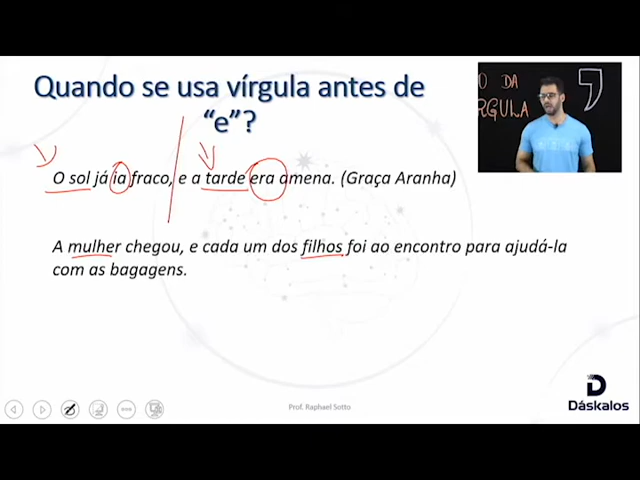 Quando se usa vírgula antes de
“e”?
O sol já ia fraco, e a tarde era amena. (Graça Aranha)
A mulher chegou, e cada um dos filhos foi ao encontro para ajudá-la
com as bagagens.
O DA
RGULA
Prof. Raphael Sotto
Dáskalos